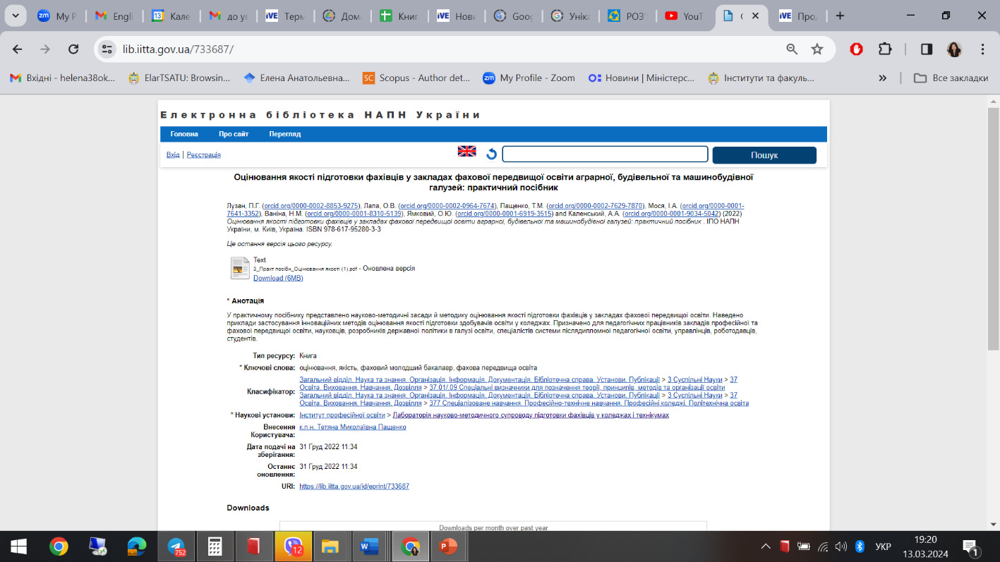 My P
Engli
Кале
до ув
Терм
Дома
Книг
Нови
Goog
Уніка
РОЗ'
YouT
Про
lib.iitta.gov.ua/733687/
Вхідні - helena38ok...
ElarTSATU: Browsin...
Елена Анатольевна...
Scopus - Author det...
My Profile - Zoom
Новини | Міністерс...
Інститути та факуль...
»
Все закладки
Електронна бібліотека НАПН України
Головна Про сайт Перегляд
Вхід | Реєстрація
Пошук
Оцінювання якості підготовки фахівців у закладах фахової передвищої освіти аграрної, будівельної та машинобудівної
галузей: практичний посібник
Лузан, П.Г. (orcid.org/0000-0002-8853-9275), Лапа, О.В. (orcid.org/0000-0002-0964-7674), Пащенко, Т.М. (orcid.org/0000-0002-7629-7870), Мося, І.А. (orcid.org/0000-0001-
7641-3352), Ваніна, Н.М. (orcid.org/0000-0001-8310-5139), Ямковий, О.Ю. (orcid.org/0000-0001-6919-3515) and Каленський, А.А. (orcid.org/0000-0001-9034-5042) (2022)
Оцінювання якості підготовки фахівців у закладах фахової передвищої освіти аграрної, будівельної та машинобудівної галузей: практичний посібник . ІПО НАПН
України, м. Київ, Україна. ISBN 978-617-95280-3-3
Це остання версія цього ресурсу.
Text
3_Практ посібн_Оцінювання якості (1).pdf - Оновлена версія
Download (6MB)
* Анотація
У практичному посібнику представлено науково-методичні засади й методику оцінювання якості підготовки фахівців у закладах фахової передвищої освіти. Наведено
приклади застосування інноваційних методів оцінювання якості підготовки здобувачів освіти у коледжах. Призначено для педагогічних працівників закладів професійної та
фахової передвищої освіти, науковців, розробників державної політики в галузі освіти, спеціалістів системи післядипломної педагогічної освіти, управлінців, роботодавців,
студентів.
Тип ресурсу: Книга
* Ключові слова: оцінювання, якість, фаховий молодший бакалавр, фахова передвища освіта
Класифікатор: Загальний відділ. Наука та знання. Організація. Інформація. Документація. Бібліотечна справа. Установи. Публікації > 3 Суспільні Науки > 37
Освіта. Виховання. Навчання. Дозвілля > 37.01/.09 Спеціальні визначники для позначення теорії, принципів, методів та організації освіти
Загальний відділ. Наука та знання. Організація. Інформація. Документація. Бібліотечна справа. Установи. Публікації > 3 Суспільні Науки > 37
Освіта. Виховання. Навчання. Дозвілля > 377 Спеціалізоване навчання. Професійно-технічне навчання. Професійні коледжі. Політехнічна освіта
* Наукові установи: Інститут професійної освіти > Лабораторія науково-методичного супроводу підготовки фахівців у коледжах і технікумах
Внесення
Користувача: к.п.н. Тетяна Миколаївна Пащенко
Дата подачі на
зберігання: 31 Груд 2022 11:34
Останнє
оновлення: 31 Груд 2022 11:34
URI: https://lib.iitta.gov.ua/id/eprint/733687
Downloads
Downloads per month over past year
752
12
УКР
19:20
13.03.2024
1